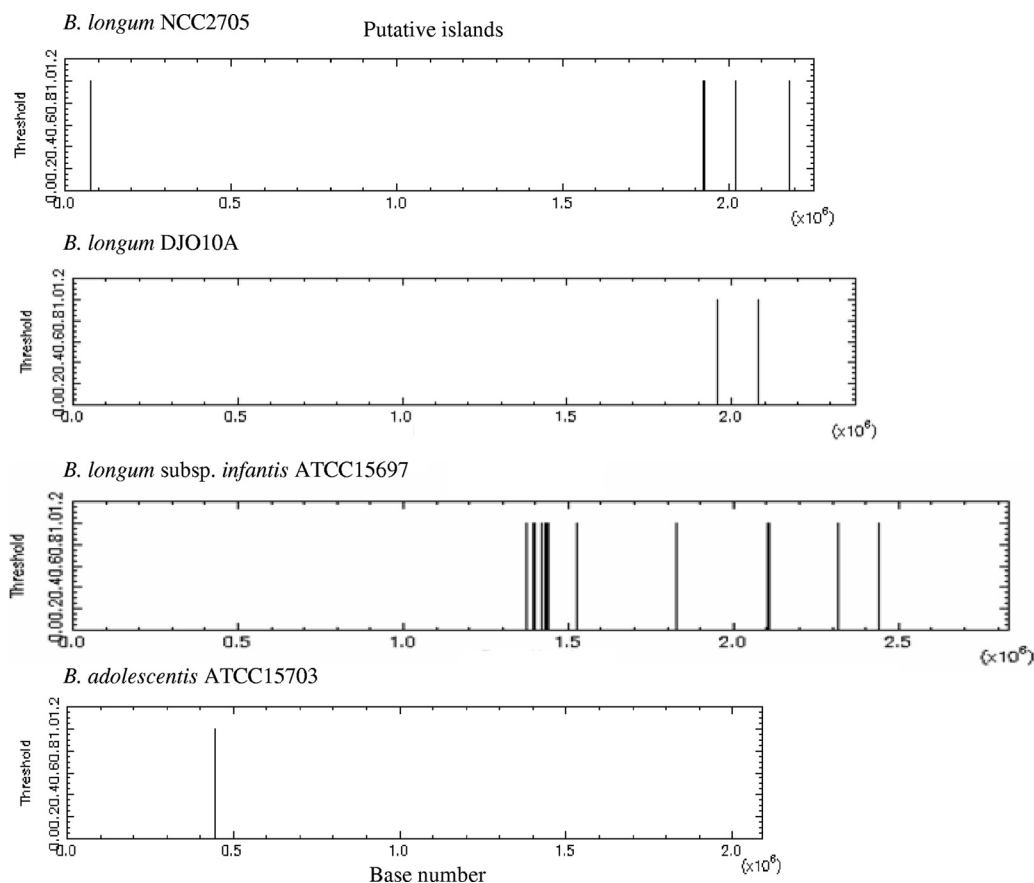 B. longum NCC2705
Putative islands
Threshold
0.00.20.40.60.81.01.2
0.0 0.5 1.0 1.5 2.0
(x10⁶)
B. longum DJO10A
Threshold
0.00.20.40.60.81.01.2
0.0 0.5 1.0 1.5 2.0
(x10⁶)
B. longum subsp. infantis ATCC15697
Threshold
0.00.20.40.60.81.01.2
0.0 0.5 1.0 1.5 2.0 2.5
(x10⁶)
B. adolescentis ATCC15703
Threshold
0.00.20.40.60.81.01.2
0.0 0.5 1.0 1.5 2.0
(x10⁶)
Base number